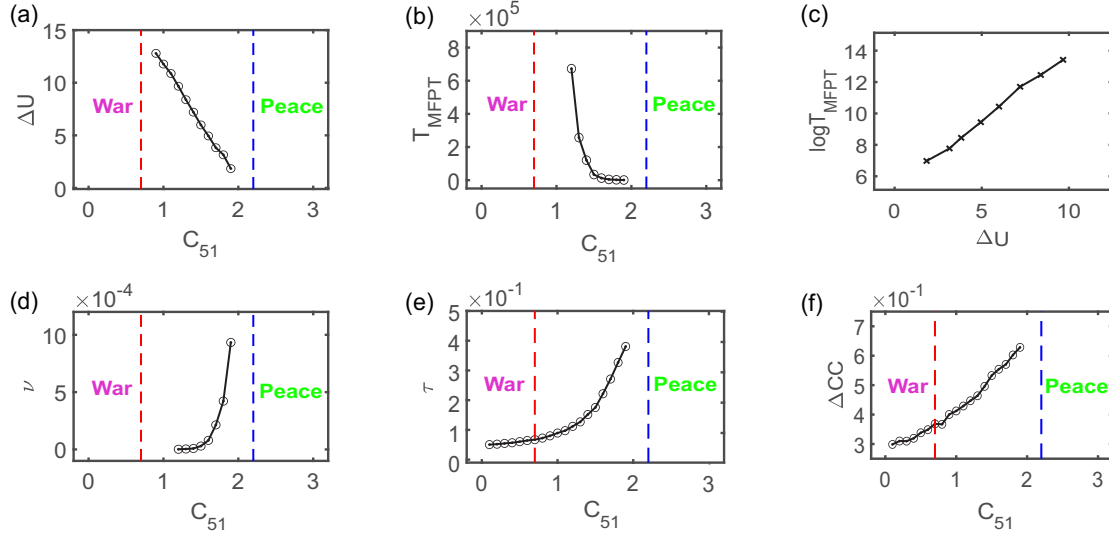 (a)
15
10
5
0
ΔU
War
Peace
0 1 2 3
C51
(b)
×10^5
8
6
4
2
0
T_MFPT
War
Peace
0 1 2 3
C51
(c)
14
12
10
8
6
logT_MFPT
0 5 10
ΔU
(d)
×10^-4
10
5
0
ν
War
Peace
0 1 2 3
C51
(e)
×10^-1
5
4
3
2
1
0
τ
War
Peace
0 1 2 3
C51
(f)
×10^-1
7
6
5
4
3
ΔCC
War
Peace
0 1 2 3
C51